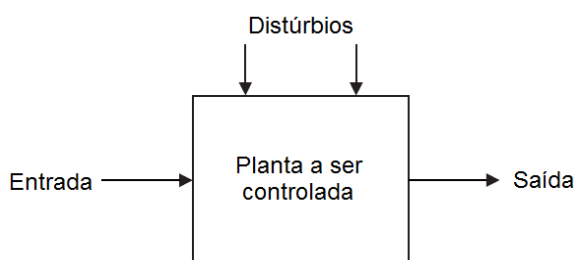 Distúrbios
Entrada
Planta a ser
controlada
Saída